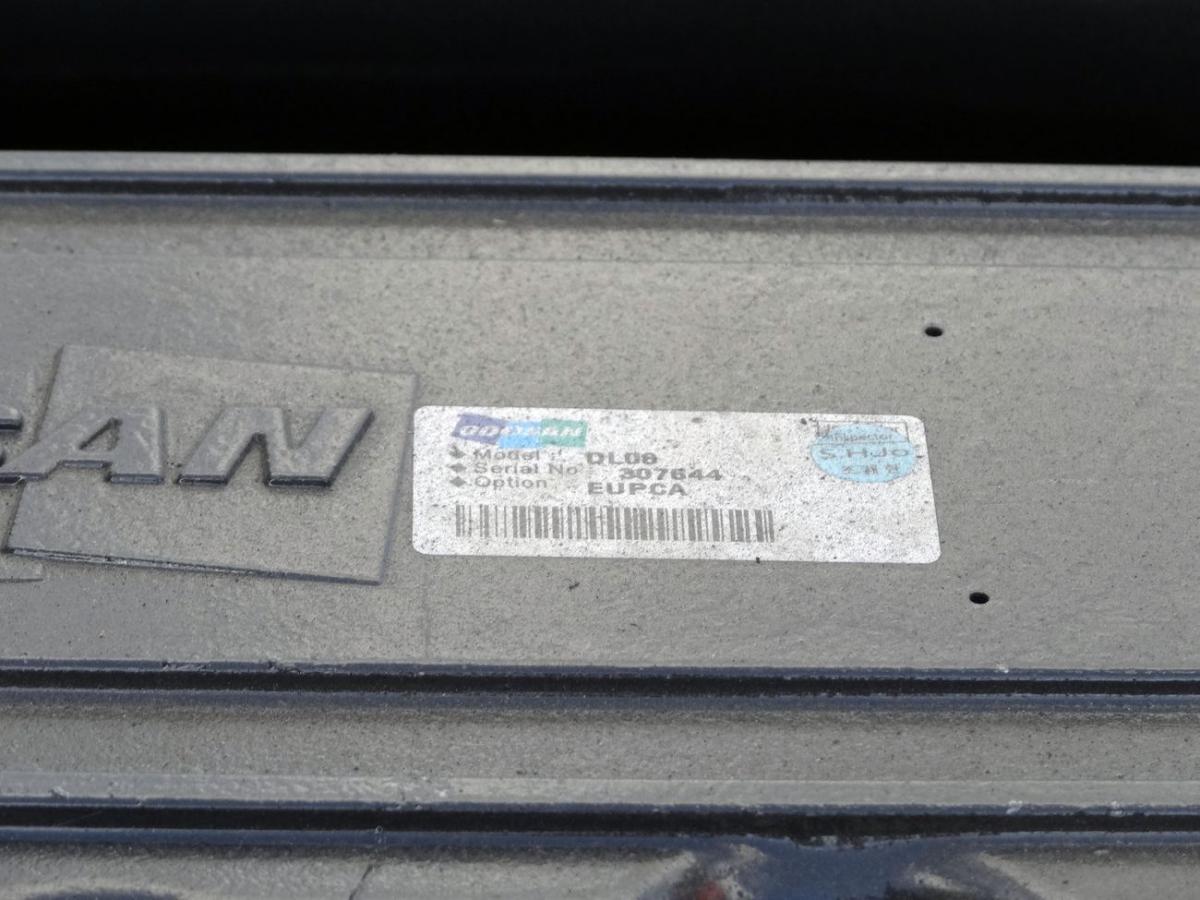 SAN
DOOSAN
Model : DL08
Serial No 307644
Option EUPCA
Inspector
S.HJo